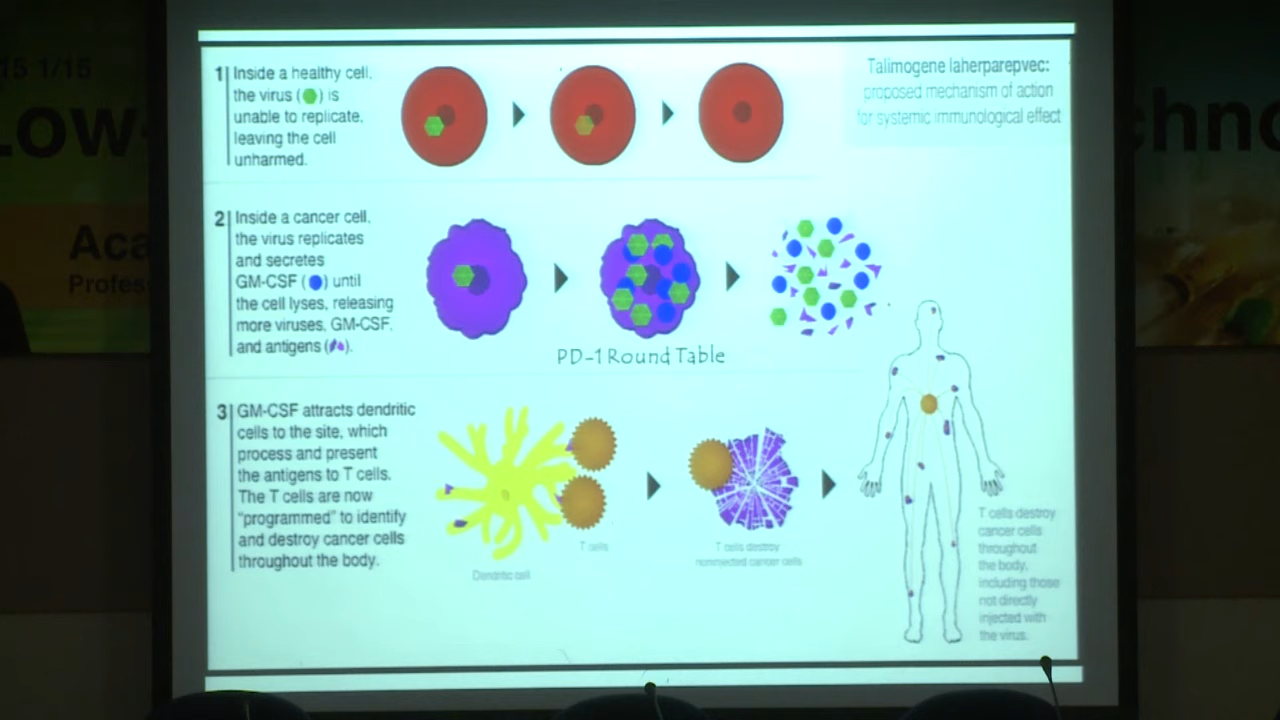 15 1/15
LOW-
Aca
Profes
chno
Talimogene laherparepvec:
proposed mechanism of action
for systemic immunological effect
1 Inside a healthy cell,
the virus ( ) is
unable to replicate,
leaving the cell
unharmed.
2 Inside a cancer cell,
the virus replicates
and secretes
GM-CSF ( ) until
the cell lyses, releasing
more viruses, GM-CSF,
and antigens ( ).
PD-1 Round Table
3 GM-CSF attracts dendritic
cells to the site, which
process and present
the antigens to T cells.
The T cells are now
"programmed" to identify
and destroy cancer cells
throughout the body.
Dendritic cell
T cells
T cells destroy
noninjected cancer cells
T cells destroy
cancer cells
throughout
the body,
including those
not directly
injected with
the virus.